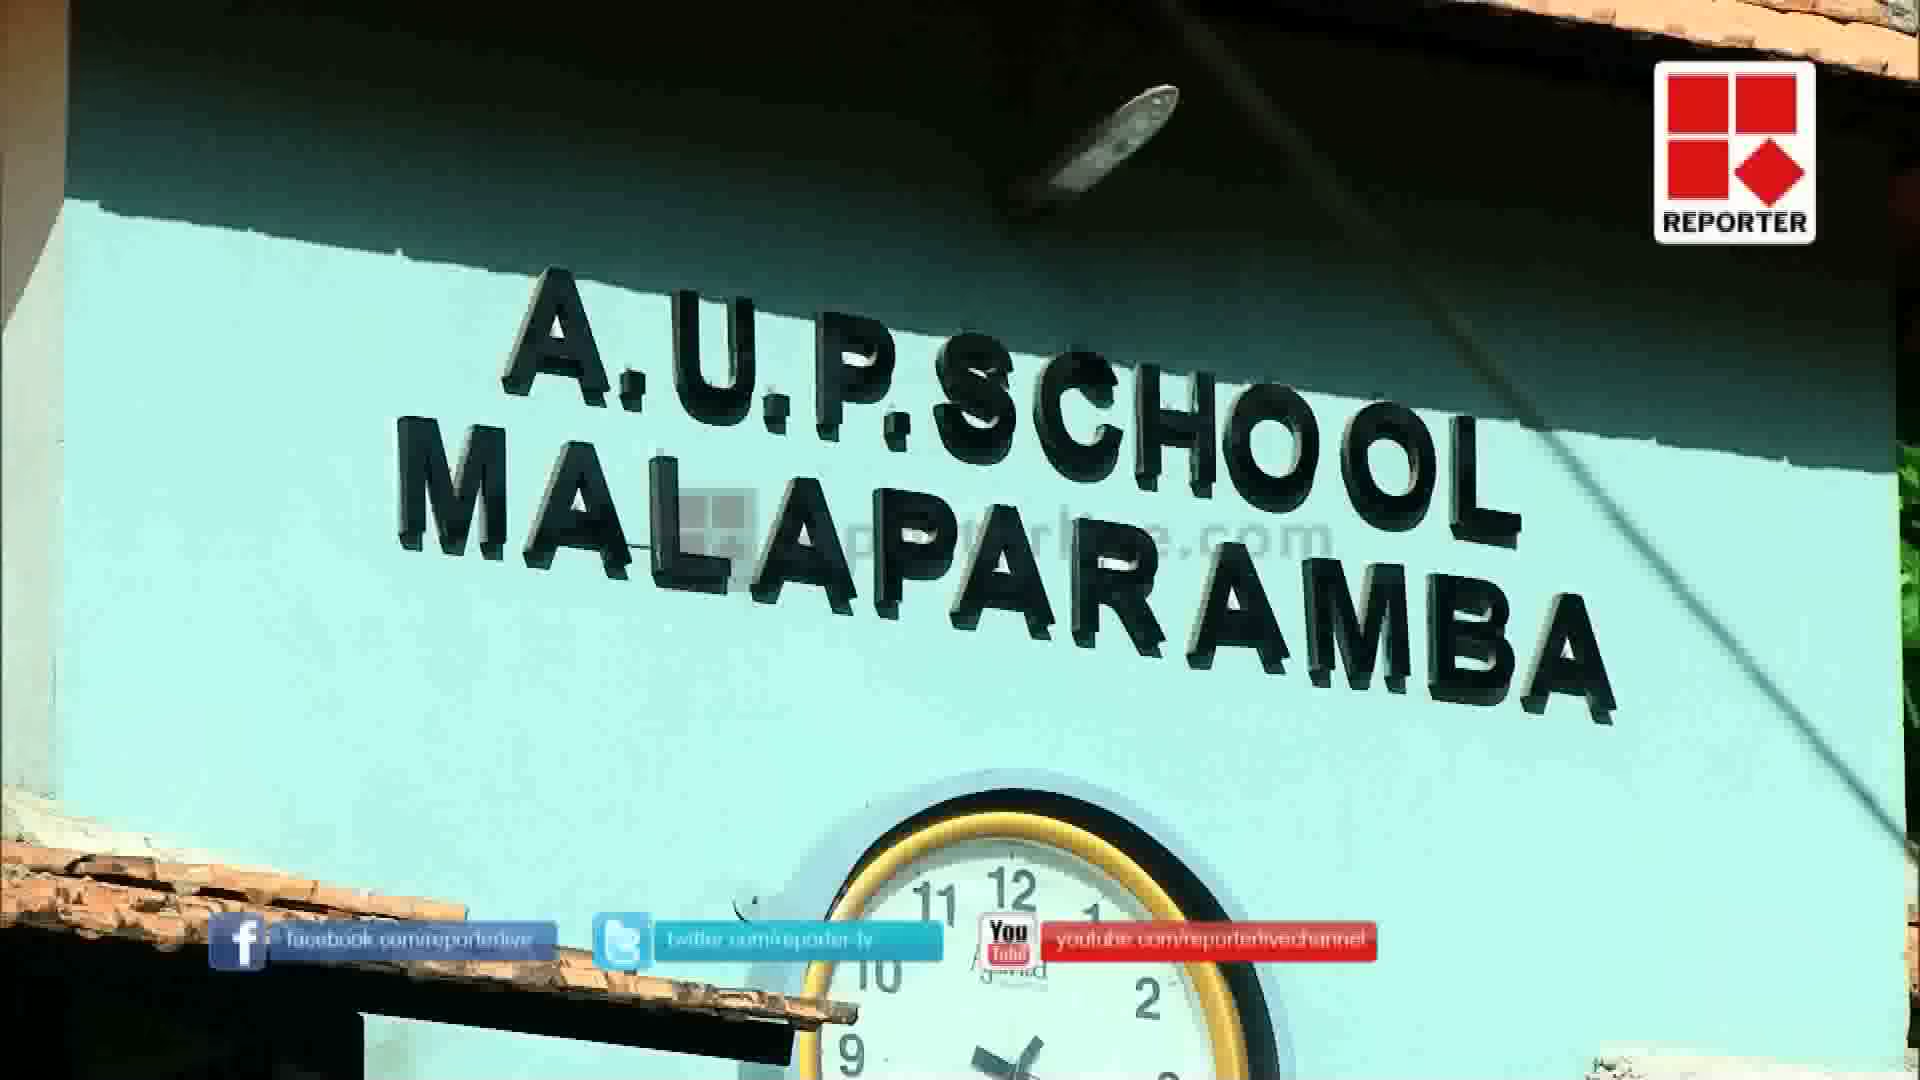 REPORTER
A.U.P.SCHOOL
MALAPARAMBA
11 12 1
10 2
9
facebook.com/reporterlive
twitter.com/reporter tv
You Tube
youtube.com/reporterlivechannel